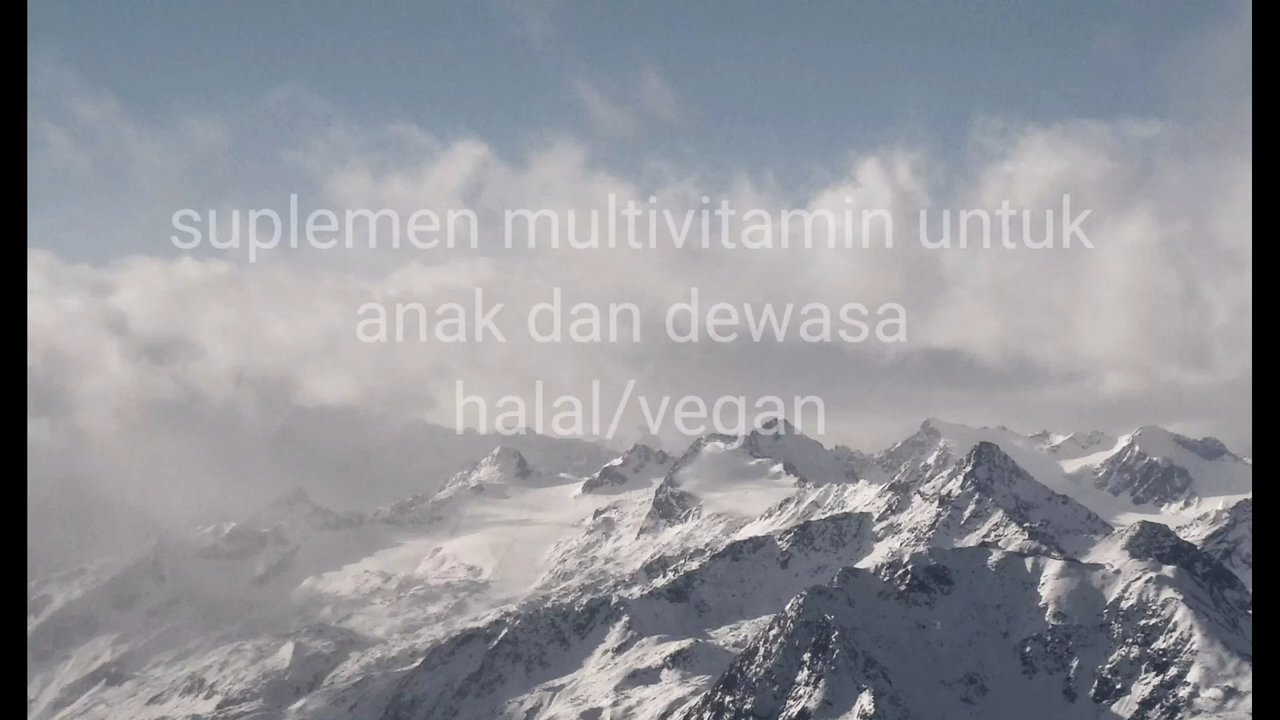 suplemen multivitamin untuk
anak dan dewasa
halal/vegan